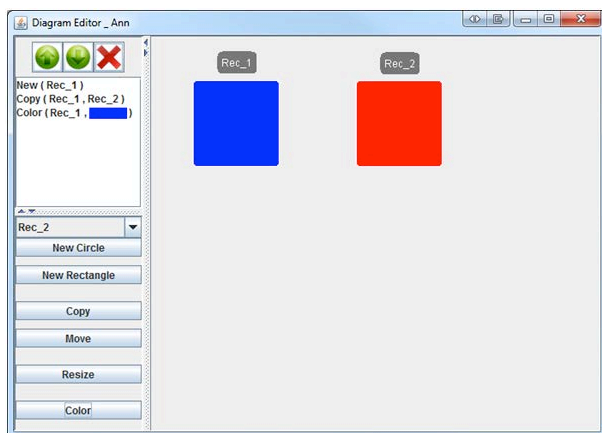 Diagram Editor _ Ann
New ( Rec_1 )
Copy ( Rec_1 , Rec_2 )
Color ( Rec_1 , )
Rec_2
New Circle
New Rectangle
Copy
Move
Resize
Color
Rec_1
Rec_2